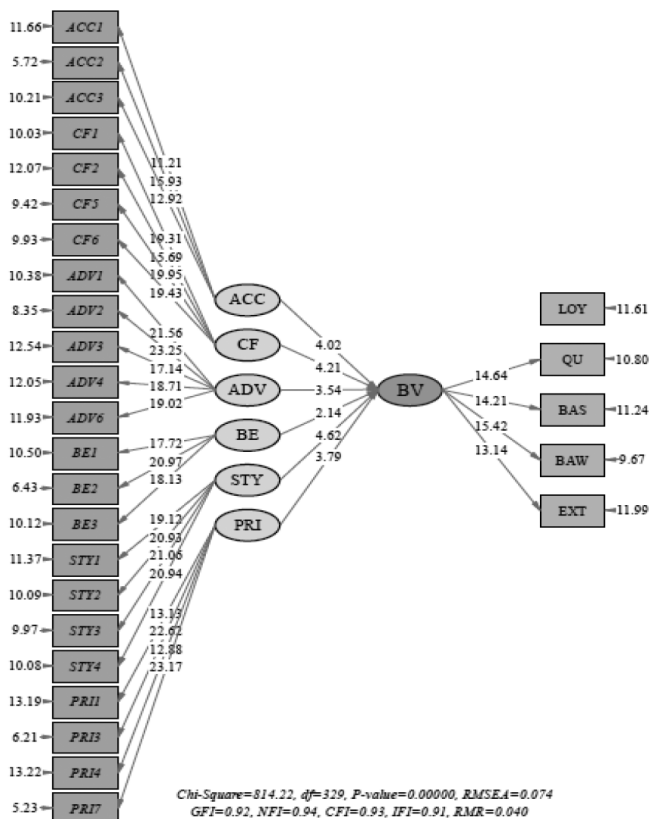 11.66 ACC1
5.72 ACC2
10.21 ACC3
10.03 CF1
12.07 CF2
9.42 CF5
9.93 CF6
10.38 ADV1
8.35 ADV2
12.54 ADV3
12.05 ADV4
11.93 ADV6
10.50 BE1
6.43 BE2
10.12 BE3
11.37 STY1
10.09 STY2
9.97 STY3
10.08 STY4
13.19 PRI1
6.21 PRI3
13.22 PRI4
5.23 PRI7
11.21
15.93
12.92
19.31
15.69
19.95
19.43
21.56
23.25
17.14
18.71
19.02
17.72
20.97
18.13
19.12
20.93
21.06
20.94
13.13
22.62
12.88
23.17
ACC
CF
ADV
BE
STY
PRI
4.02
4.21
3.54
2.14
4.62
3.79
BV
14.64
14.21
15.42
13.14
LOY 11.61
QU 10.80
BAS 11.24
BAW 9.67
EXT 11.99
Chi-Square=814.22, df=329, P-value=0.00000, RMSEA=0.074
GFI=0.92, NFI=0.94, CFI=0.93, IFI=0.91, RMR=0.040